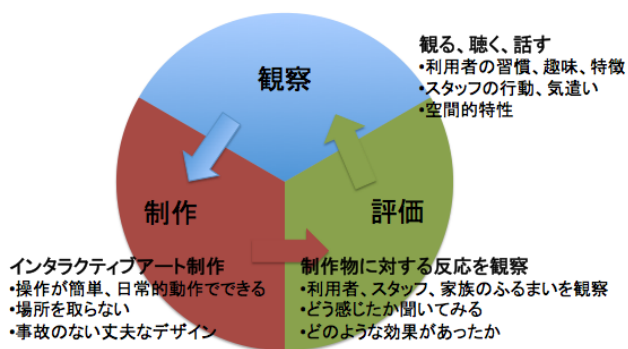 観察
観る、聴く、話す
•利用者の習慣、趣味、特徴
•スタッフの行動、気遣い
•空間的特性
制作
インタラクティブアート制作
•操作が簡単、日常的動作でできる
•場所を取らない
•事故のない丈夫なデザイン
評価
制作物に対する反応を観察
•利用者、スタッフ、家族のふるまいを観察
•どう感じたか聞いてみる
•どのような効果があったか